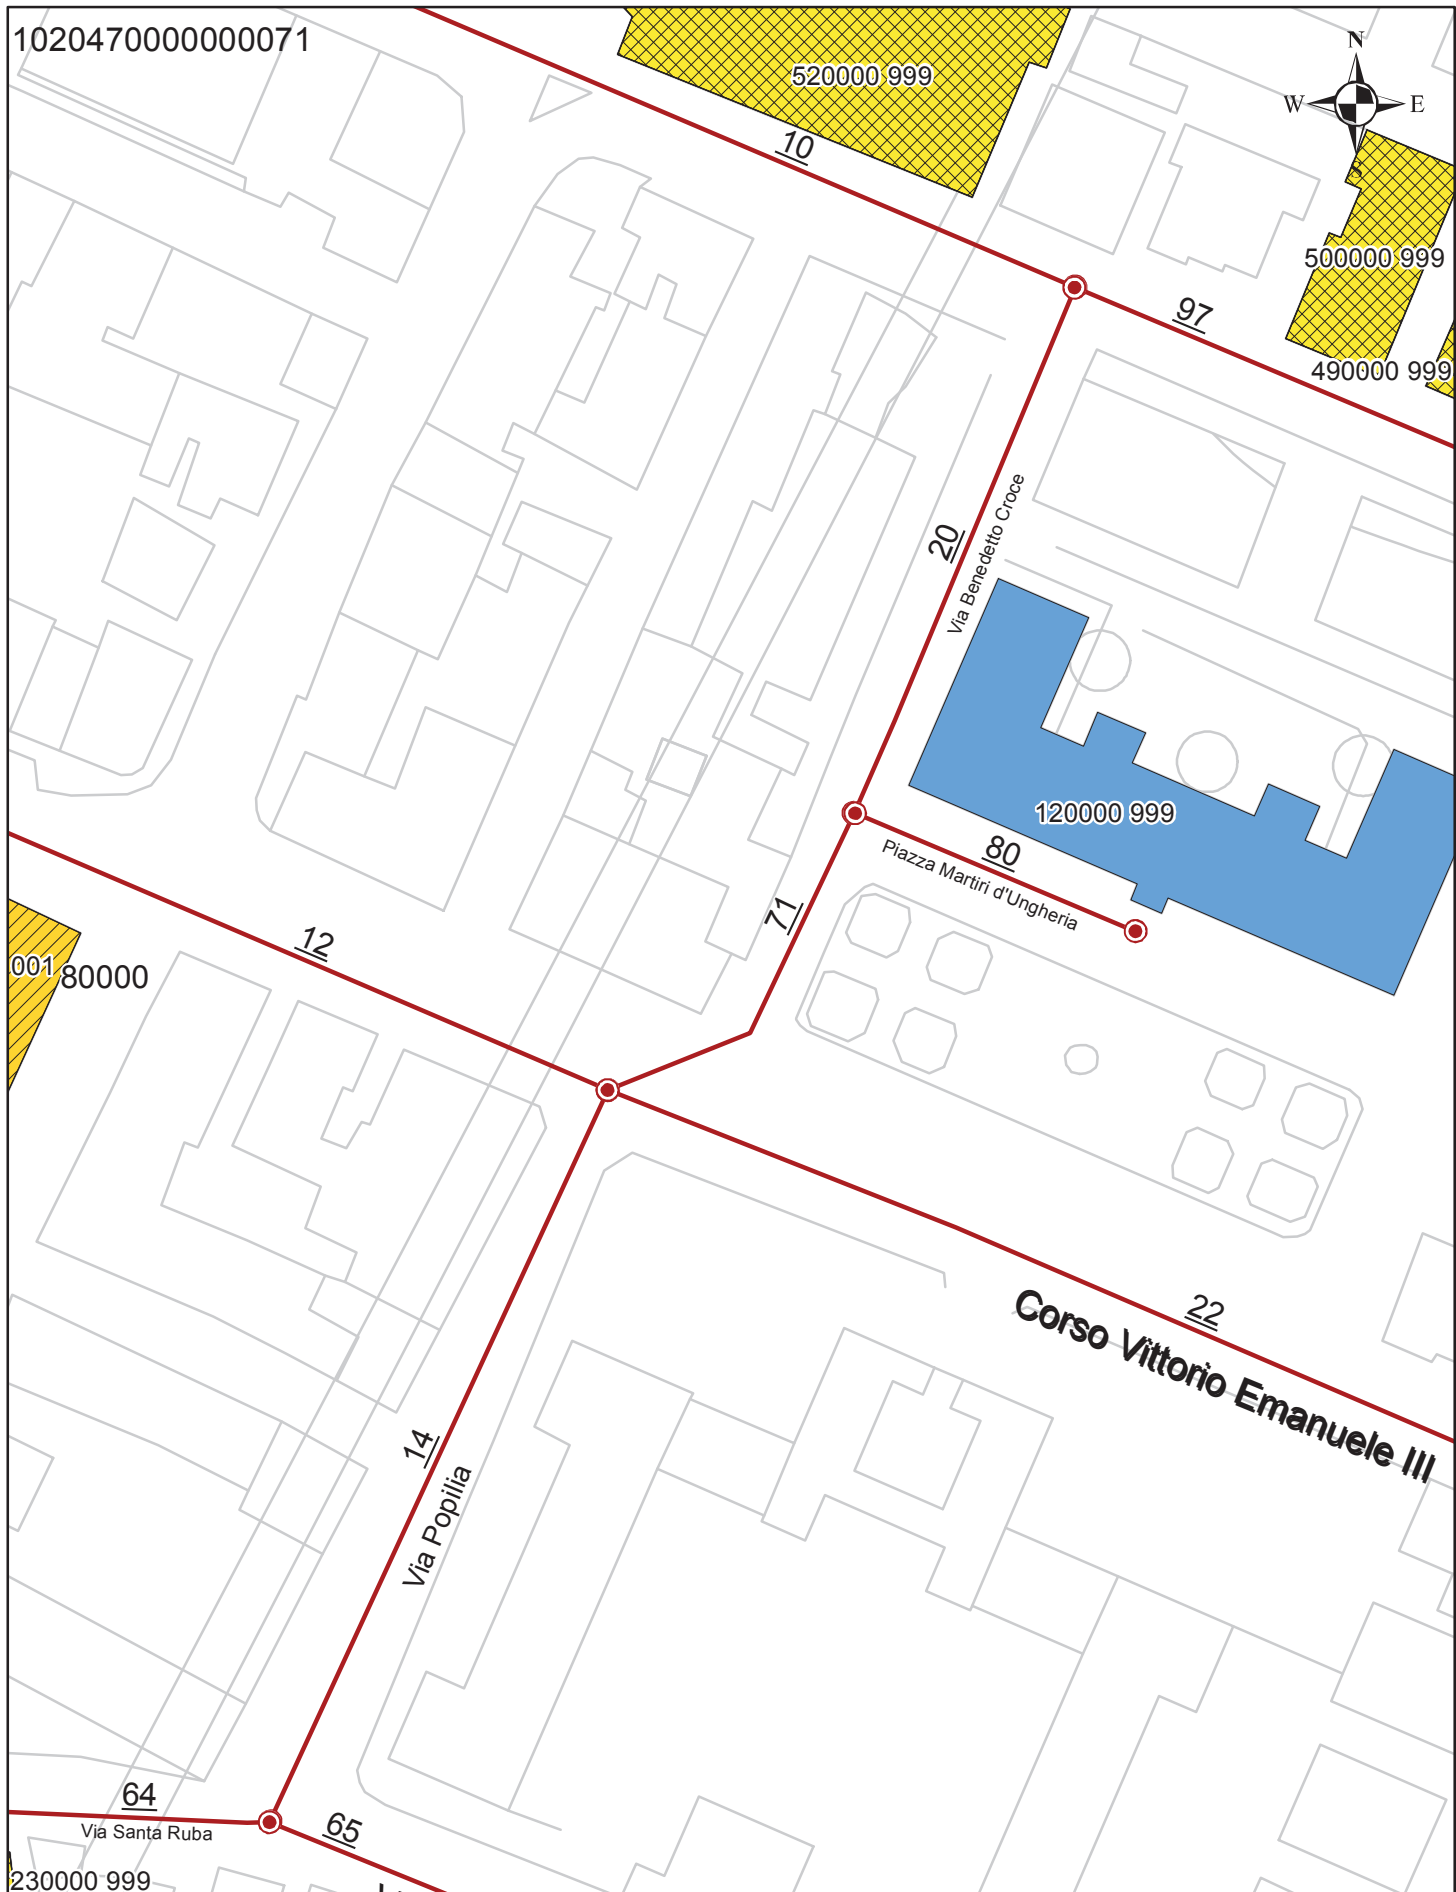 1020470000000071
520000 999
N
W E
S
10
500000 999
97
490000 999
20
Via Benedetto Croce
120000 999
80
Piazza Martiri d'Ungheria
71
12
001
80000
22
Corso Vittorio Emanuele III
14
Via Popilia
64
Via Santa Ruba
65
230000 999